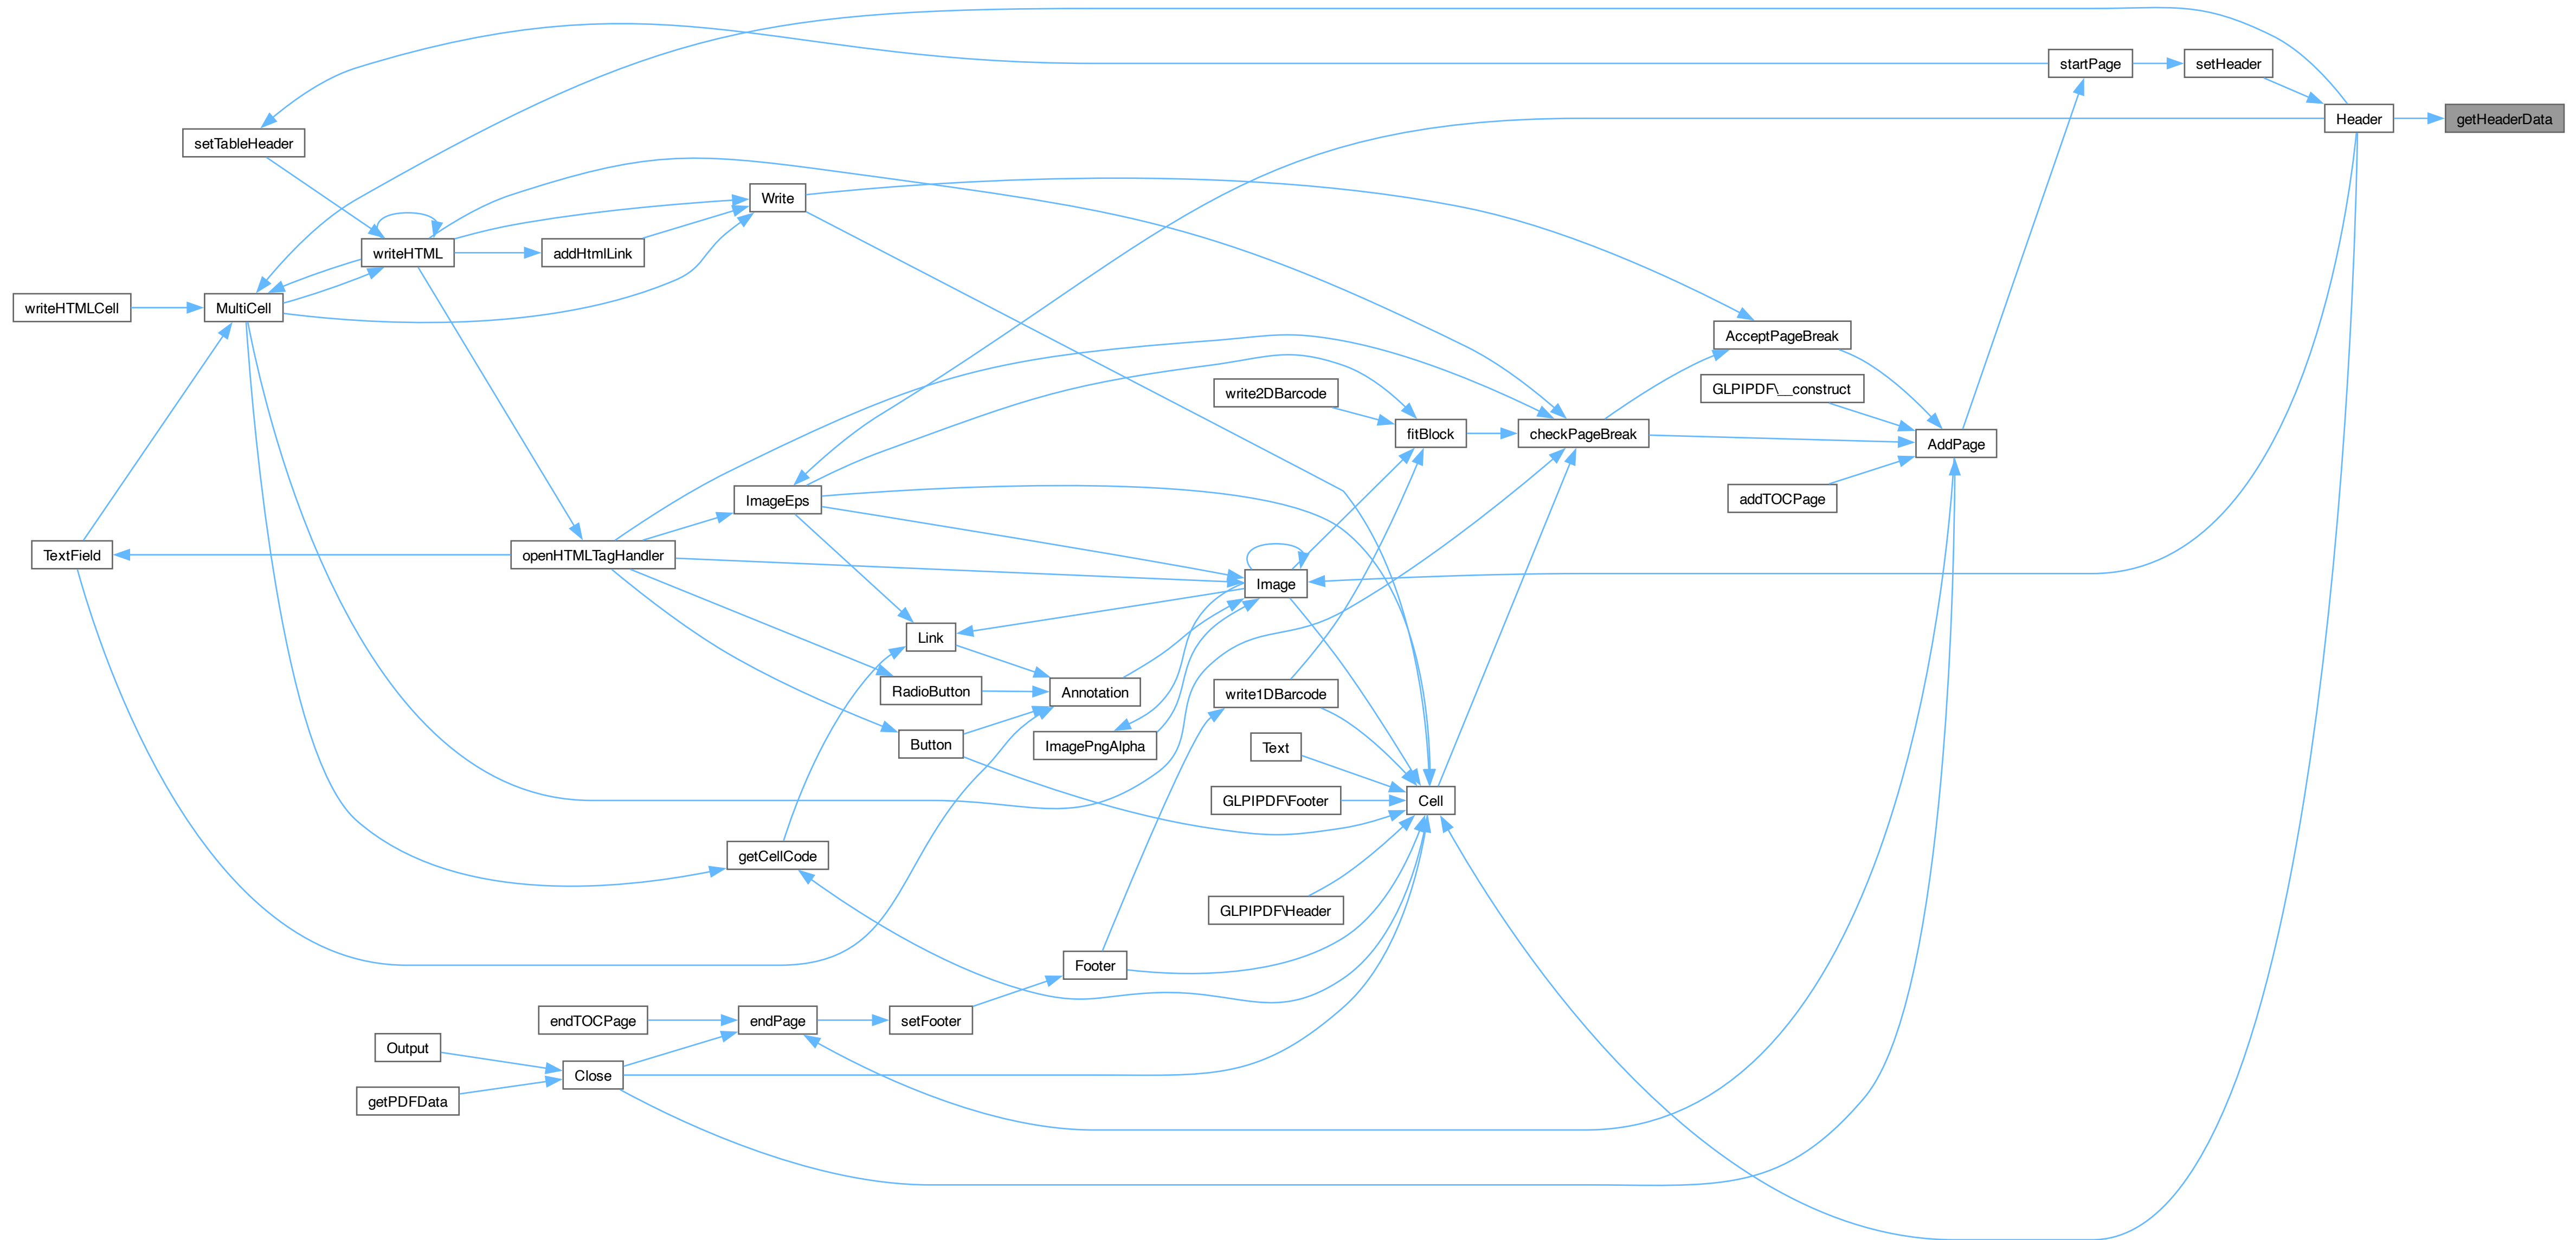 startPage
setHeader
Header
getHeaderData
setTableHeader
Write
writeHTML
addHtmlLink
writeHTMLCell
MultiCell
AcceptPageBreak
write2DBarcode
GLPIPDF\__construct
fitBlock
checkPageBreak
AddPage
ImageEps
addTOCPage
TextField
openHTMLTagHandler
Image
Link
RadioButton
Annotation
write1DBarcode
Button
ImagePngAlpha
Text
GLPIPDF\Footer
Cell
getCellCode
GLPIPDF\Header
Footer
endTOCPage
endPage
setFooter
Output
Close
getPDFData